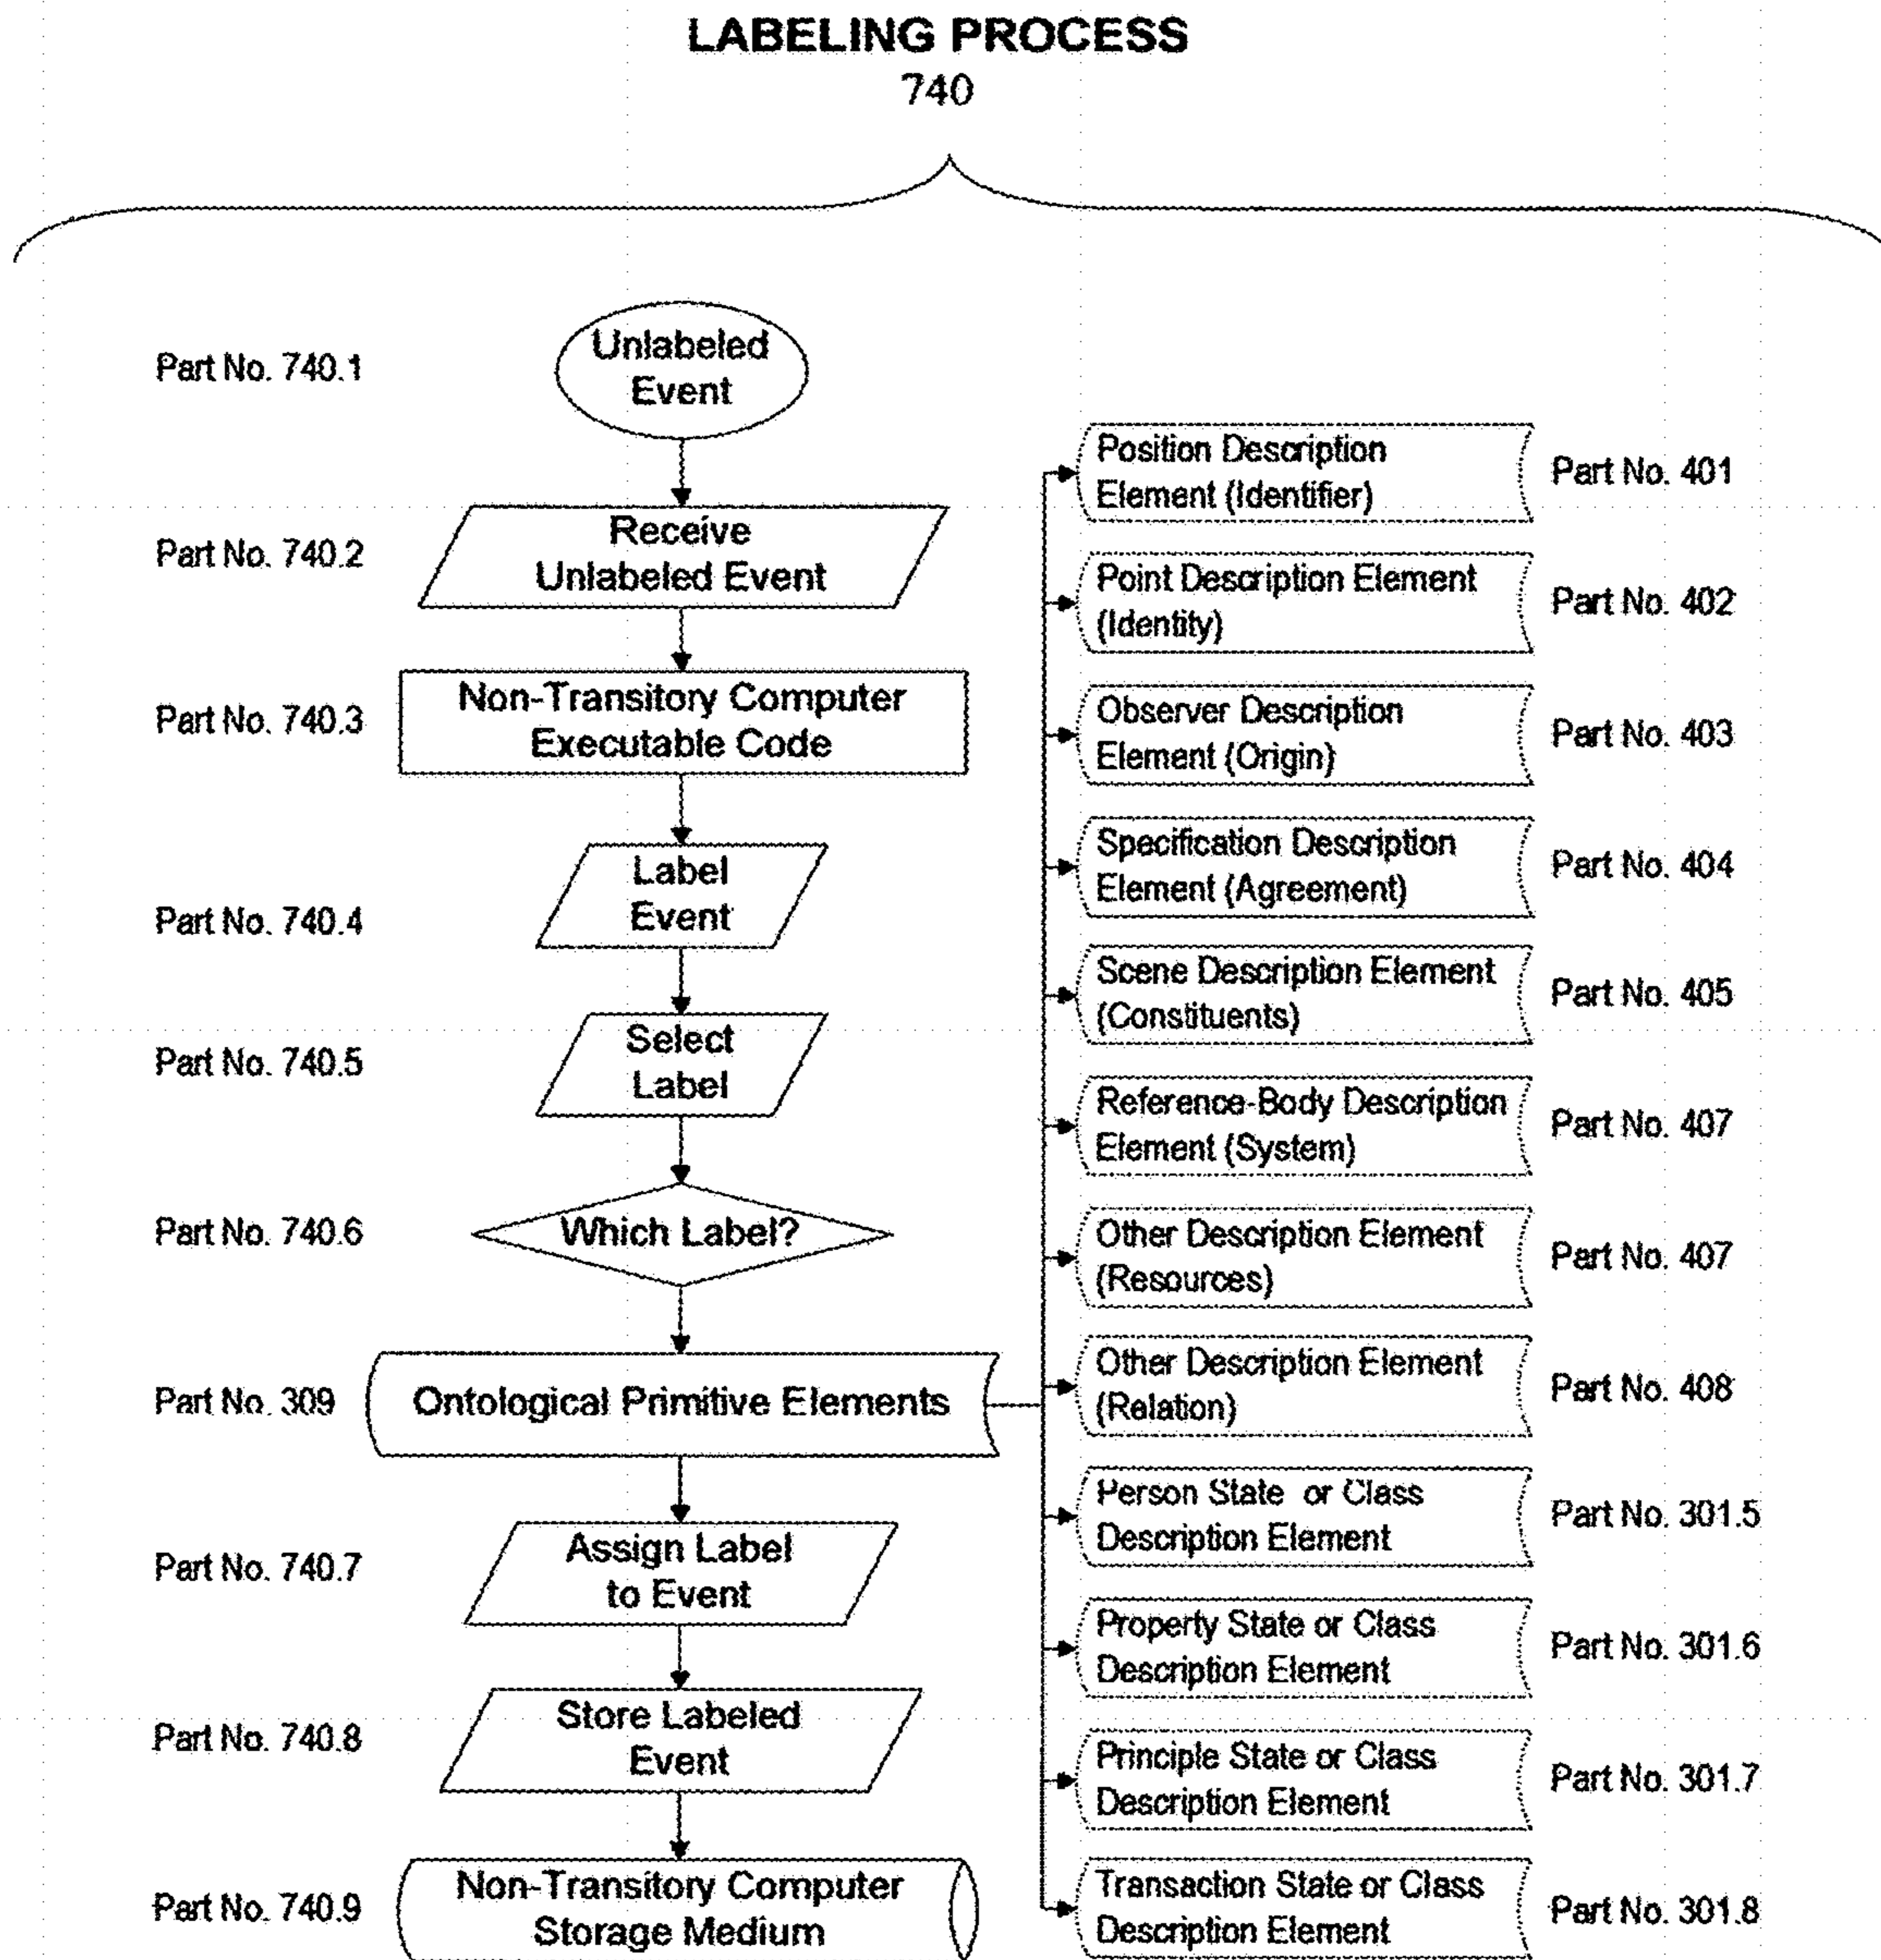 LABELING PROCESS
740
Part No. 740.1
Unlabeled
Event
Part No. 740.2
Receive
Unlabeled Event
Part No. 740.3
Non-Transitory Computer
Executable Code
Part No. 740.4
Label
Event
Part No. 740.5
Select
Label
Part No. 740.6
Which Label?
Part No. 309
Ontological Primitive Elements
Part No. 740.7
Assign Label
to Event
Part No. 740.8
Store Labeled
Event
Part No. 740.9
Non-Transitory Computer
Storage Medium
Position Description
Element (Identifier)
Part No. 401
Point Description Element
(Identity)
Part No. 402
Observer Description
Element (Origin)
Part No. 403
Specification Description
Element (Agreement)
Part No. 404
Scene Description Element
(Constituents)
Part No. 405
Reference-Body Description
Element (System)
Part No. 407
Other Description Element
(Resources)
Part No. 407
Other Description Element
(Relation)
Part No. 408
Person State or Class
Description Element
Part No. 301.5
Property State or Class
Description Element
Part No. 301.6
Principle State or Class
Description Element
Part No. 301.7
Transaction State or Class
Description Element
Part No. 301.8